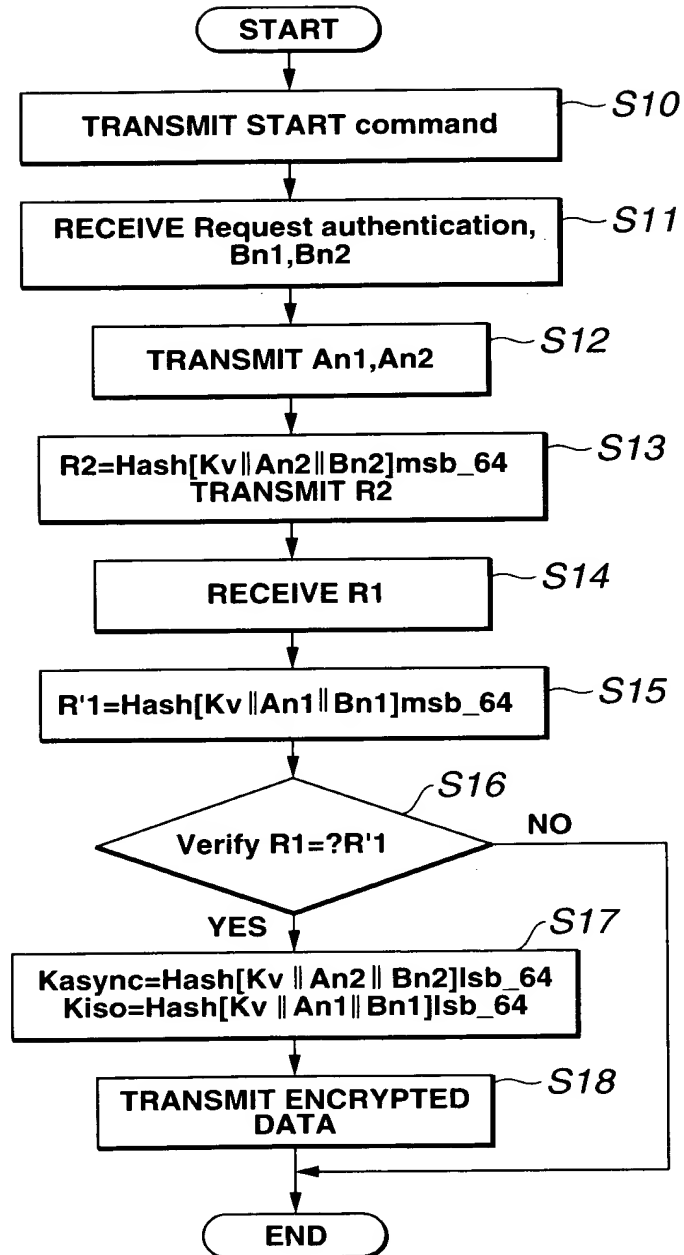 START
TRANSMIT START command
S10
RECEIVE Request authentication,
Bn1,Bn2
S11
TRANSMIT An1,An2
S12
R2=Hash[Kv||An2||Bn2]msb_64
TRANSMIT R2
S13
RECEIVE R1
S14
R'1=Hash[Kv||An1||Bn1]msb_64
S15
Verify R1=?R'1
S16
NO
YES
Kasync=Hash[Kv || An2 || Bn2]lsb_64
Kiso=Hash[Kv || An1|| Bn1]lsb_64
S17
TRANSMIT ENCRYPTED
DATA
S18
END